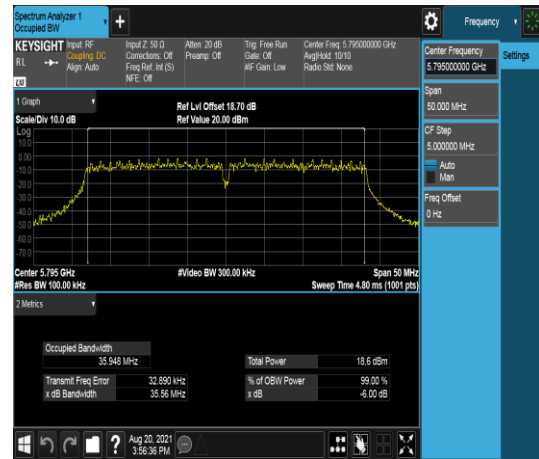 Spectrum Analyzer 1
Occupied BW
+
Frequency
KEYSIGHT
RL
LXI
Input: RF
Coupling: DC
Align: Auto
Input Z: 50 Ω
Corrections: Off
Freq Ref: Int (S)
NFE: Off
Atten: 20 dB
Preamp: Off
Trig: Free Run
Gate: Off
#IF Gain: Low
Center Freq: 5.795000000 GHz
Avg|Hold: 10/10
Radio Std: None
Center Frequency
5.795000000 GHz
Settings
Span
50.000 MHz
CF Step
5.000000 MHz
Auto
Man
Freq Offset
0 Hz
1 Graph
Scale/Div 10.0 dB
Ref Lvl Offset 18.70 dB
Ref Value 20.00 dBm
Log
10.0
0.00
-10.0
-20.0
-30.0
-40.0
-50.0
-60.0
-70.0
Center 5.795 GHz
#Res BW 100.00 kHz
#Video BW 300.00 kHz
Span 50 MHz
Sweep Time 4.80 ms (1001 pts)
2 Metrics
Occupied Bandwidth
35.948 MHz
Total Power 18.6 dBm
Transmit Freq Error 32.890 kHz
% of OBW Power 99.00 %
x dB Bandwidth 35.56 MHz
x dB -6.00 dB
?
Aug 20, 2021
3:56:36 PM